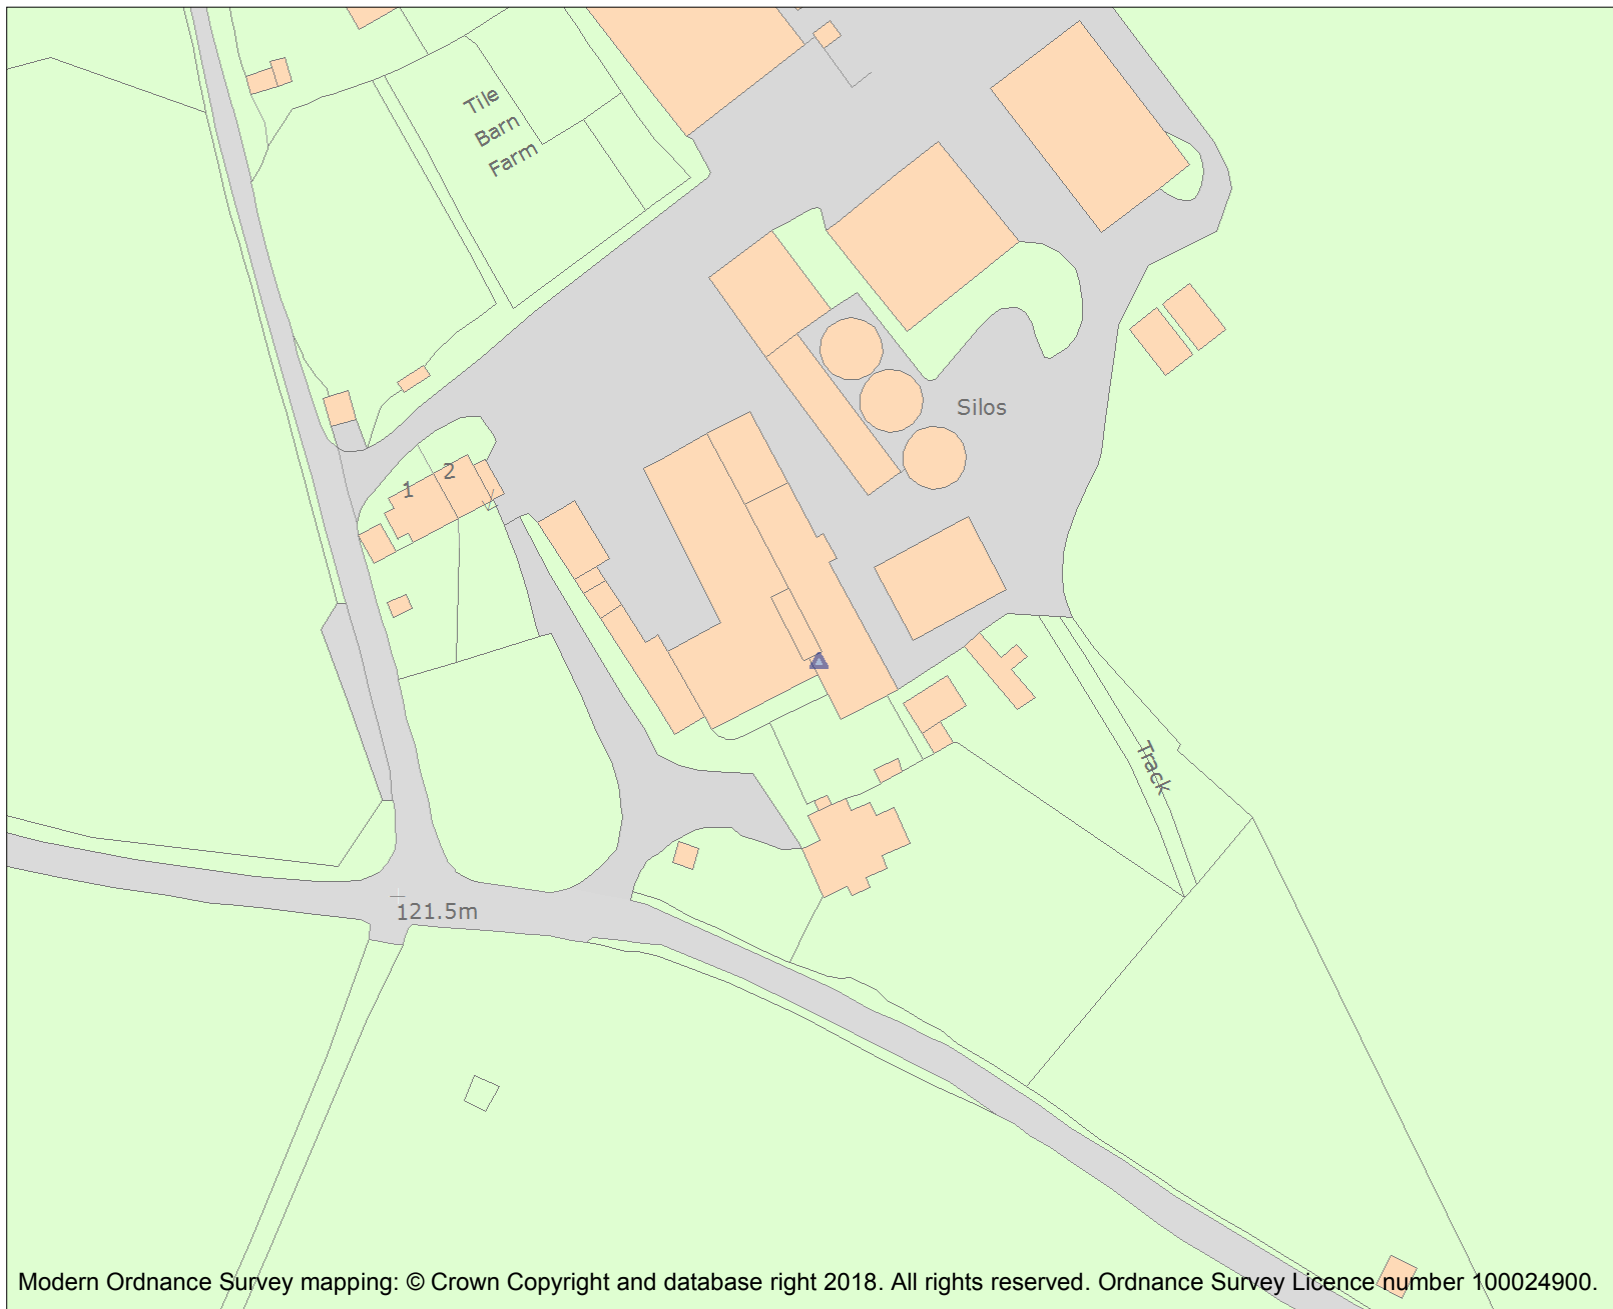 Tile
Barn
Farm
Silos
2
1
Track
121.5m
Modern Ordnance Survey mapping: © Crown Copyright and database right 2018. All rights reserved. Ordnance Survey Licence number 100024900.